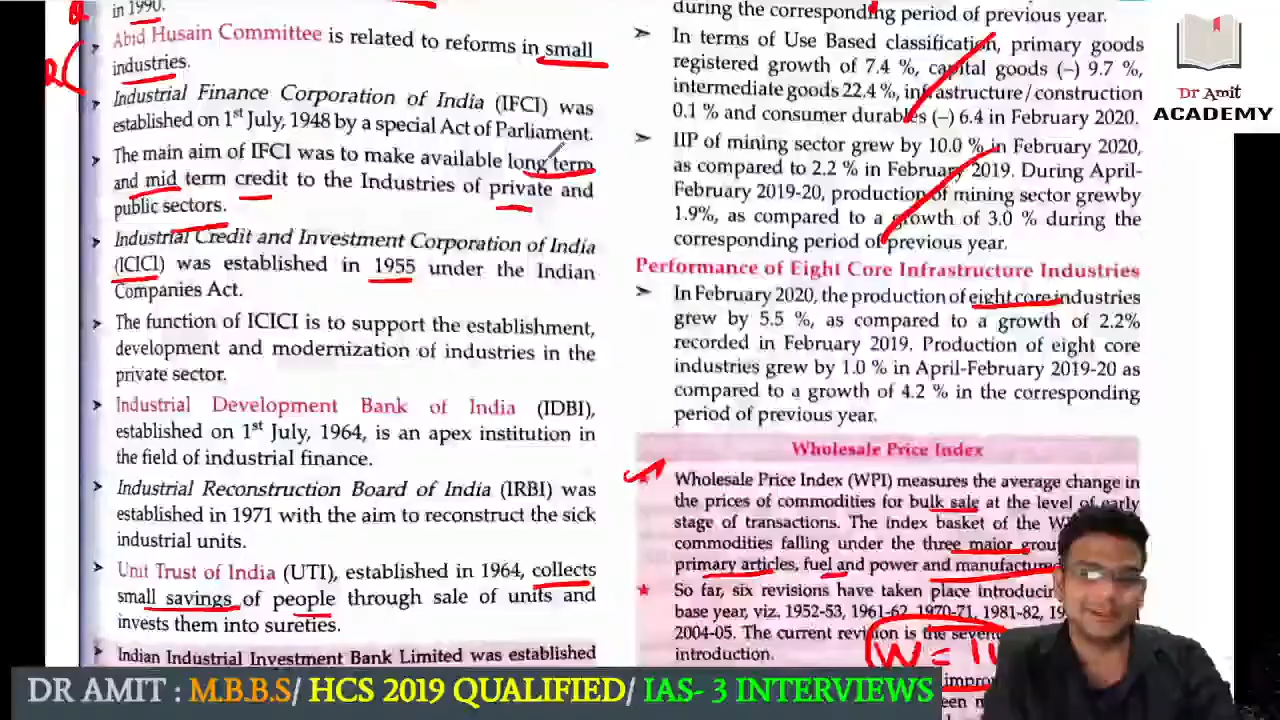 in 1990.
Abid Husain Committee is related to reforms in small
industries.
Industrial Finance Corporation of India (IFCI) was
established on 1st July, 1948 by a special Act of Parliament.
The main aim of IFCI was to make available long term
and mid term credit to the Industries of private and
public sectors.
Industrial Credit and Investment Corporation of India
(ICICI) was established in 1955 under the Indian
Companies Act.
The function of ICICI is to support the establishment,
development and modernization of industries in the
private sector.
Industrial Development Bank of India (IDBI),
established on 1st July, 1964, is an apex institution in
the field of industrial finance.
Industrial Reconstruction Board of India (IRBI) was
established in 1971 with the aim to reconstruct the sick
industrial units.
Unit Trust of India (UTI), established in 1964, collects
small savings of people through sale of units and
invests them into sureties.
Indian Industrial Investment Bank Limited was established
during the corresponding period of previous year.
In terms of Use Based classification, primary goods
registered growth of 7.4 %, capital goods (–) 9.7 %,
intermediate goods 22.4 %, infrastructure/construction
0.1 % and consumer durables (–) 6.4 in February 2020.
IIP of mining sector grew by 10.0 % in February 2020,
as compared to 2.2 % in February 2019. During April-
February 2019-20, production of mining sector grewby
1.9%, as compared to a growth of 3.0 % during the
corresponding period of previous year.
Performance of Eight Core Infrastructure Industries
In February 2020, the production of eight core industries
grew by 5.5 %, as compared to a growth of 2.2%
recorded in February 2019. Production of eight core
industries grew by 1.0 % in April-February 2019-20 as
compared to a growth of 4.2 % in the corresponding
period of previous year.
Wholesale Price Index
Wholesale Price Index (WPI) measures the average change in
the prices of commodities for bulk sale at the level of early
stage of transactions. The index basket of the
commodities falling under the three major
primary articles, fuel and power and
So far, six revisions have taken place
base year, viz. 1952-53, 1961-62, 1970-71, 1981-82,
2004-05. The current revision is the
introduction.
W =
Dr Amit
ACADEMY
DR AMIT : M.B.B.S/ HCS 2019 QUALIFIED/ IAS- 3 INTERVIEWS